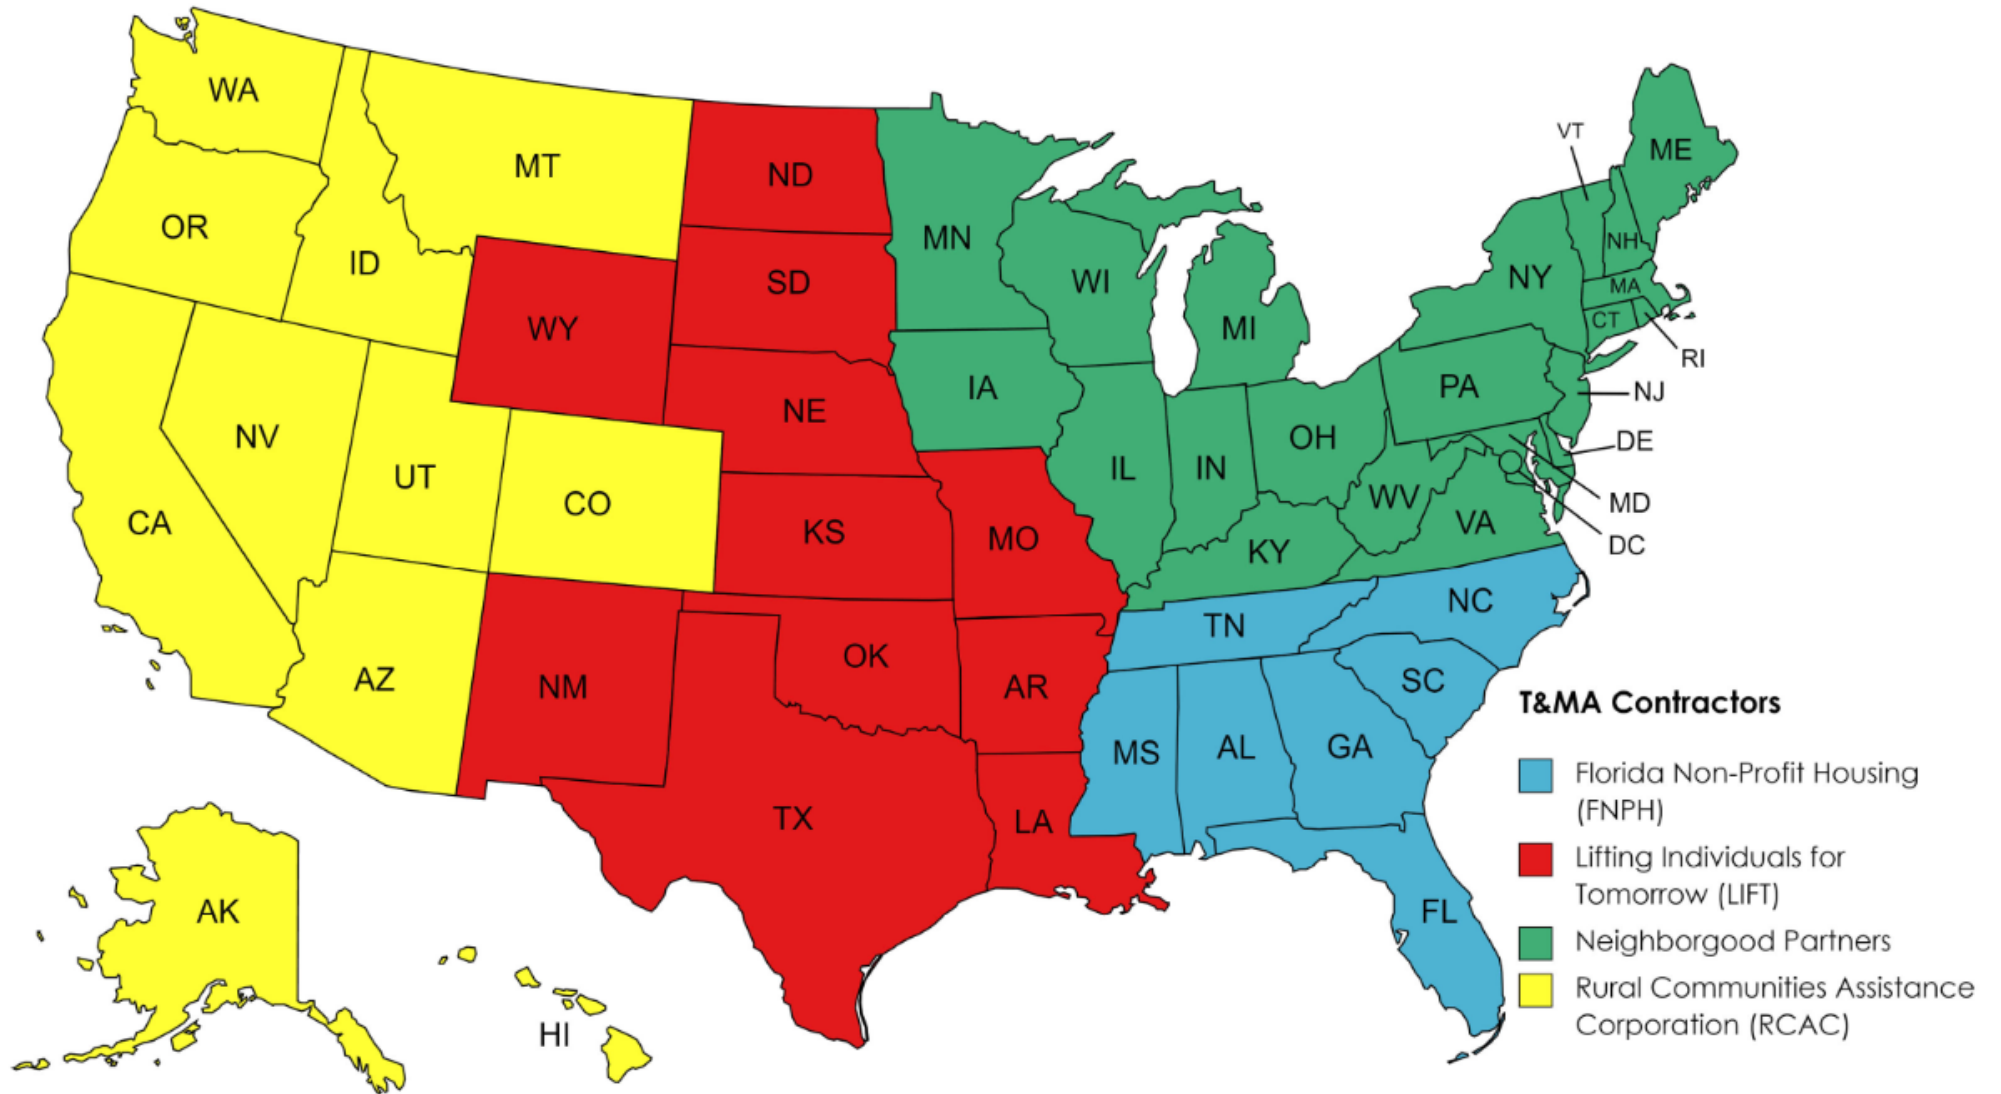 WA
MT
ND
VT
ME
OR
MN
NH
ID
SD
WI
NY
MA
WY
MI
CT
RI
IA
PA
NJ
NE
NV
OH
DE
UT
IL
IN
CO
WV
MD
CA
KS
MO
VA
DC
KY
NC
TN
OK
AZ
NM
AR
SC
T&MA Contractors
MS
AL
GA
Florida Non-Profit Housing
(FNPH)
TX
LA
Lifting Individuals for
Tomorrow (LIFT)
AK
FL
Neighborgood Partners
Rural Communities Assistance
Corporation (RCAC)
HI